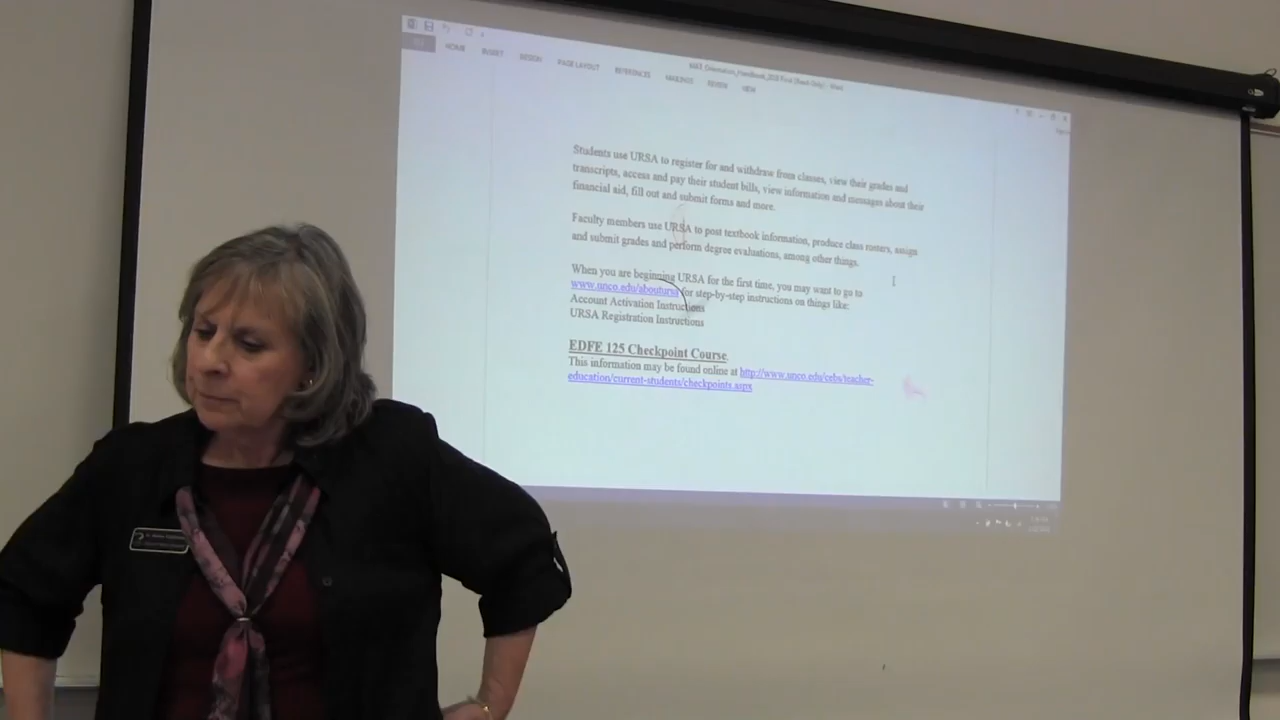 HOME INSERT DESIGN PAGE LAYOUT REFERENCES MAILINGS REVIEW VIEW
Students use URSA to register for and withdraw from classes, view their grades and
transcripts, access and pay their student bills, view information and messages about their
financial aid, fill out and submit forms and more.
Faculty members use URSA to post textbook information, produce class rosters, assign
and submit grades and perform degree evaluations, among other things.
When you are beginning URSA for the first time, you may want to go to
www.unco.edu/aboutursa for step-by-step instructions on things like:
Account Activation Instructions
URSA Registration Instructions
EDFE 125 Checkpoint Course.
This information may be found online at http://www.unco.edu/cebs/teacher-
education/current-students/checkpoints.aspx